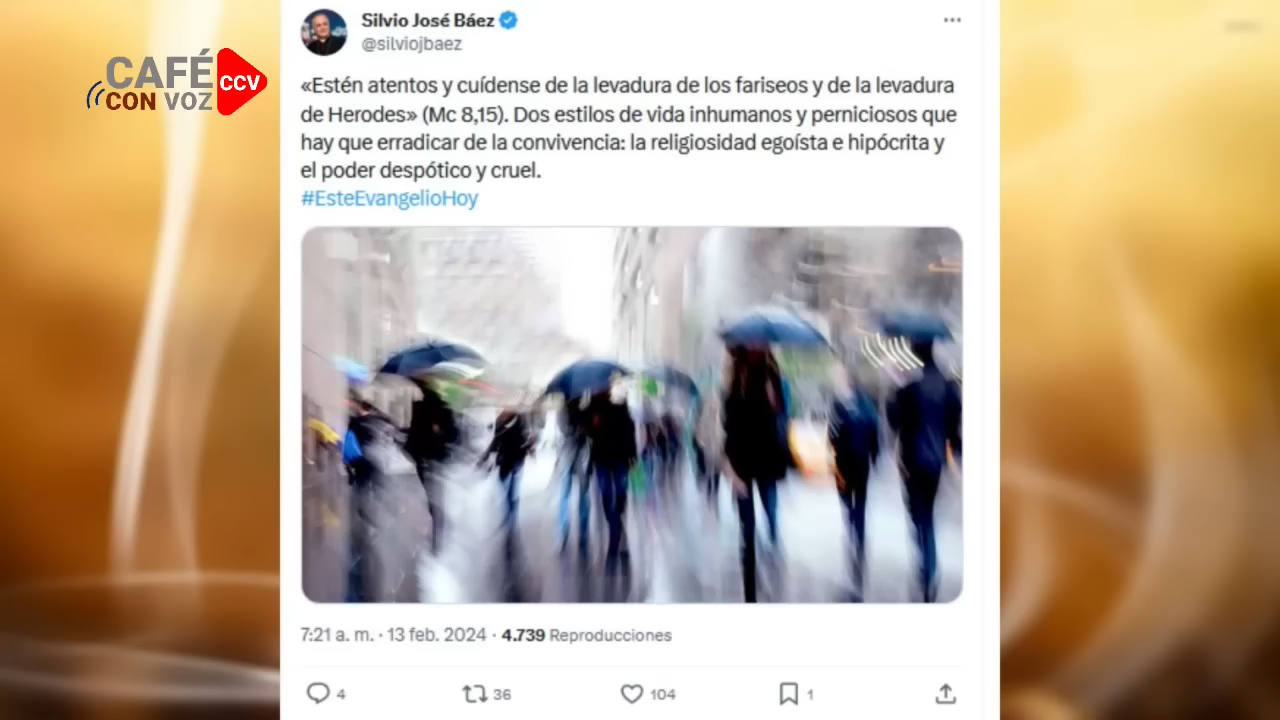 CAFÉ
CON VOZ
CCV
Silvio José Báez
@silviojbaez
«Estén atentos y cuídense de la levadura de los fariseos y de la levadura
de Herodes» (Mc 8,15). Dos estilos de vida inhumanos y perniciosos que
hay que erradicar de la convivencia: la religiosidad egoísta e hipócrita y
el poder despótico y cruel.
#EsteEvangelioHoy
7:21 a. m. · 13 feb. 2024 · 4.739 Reproducciones
4 36 104 1